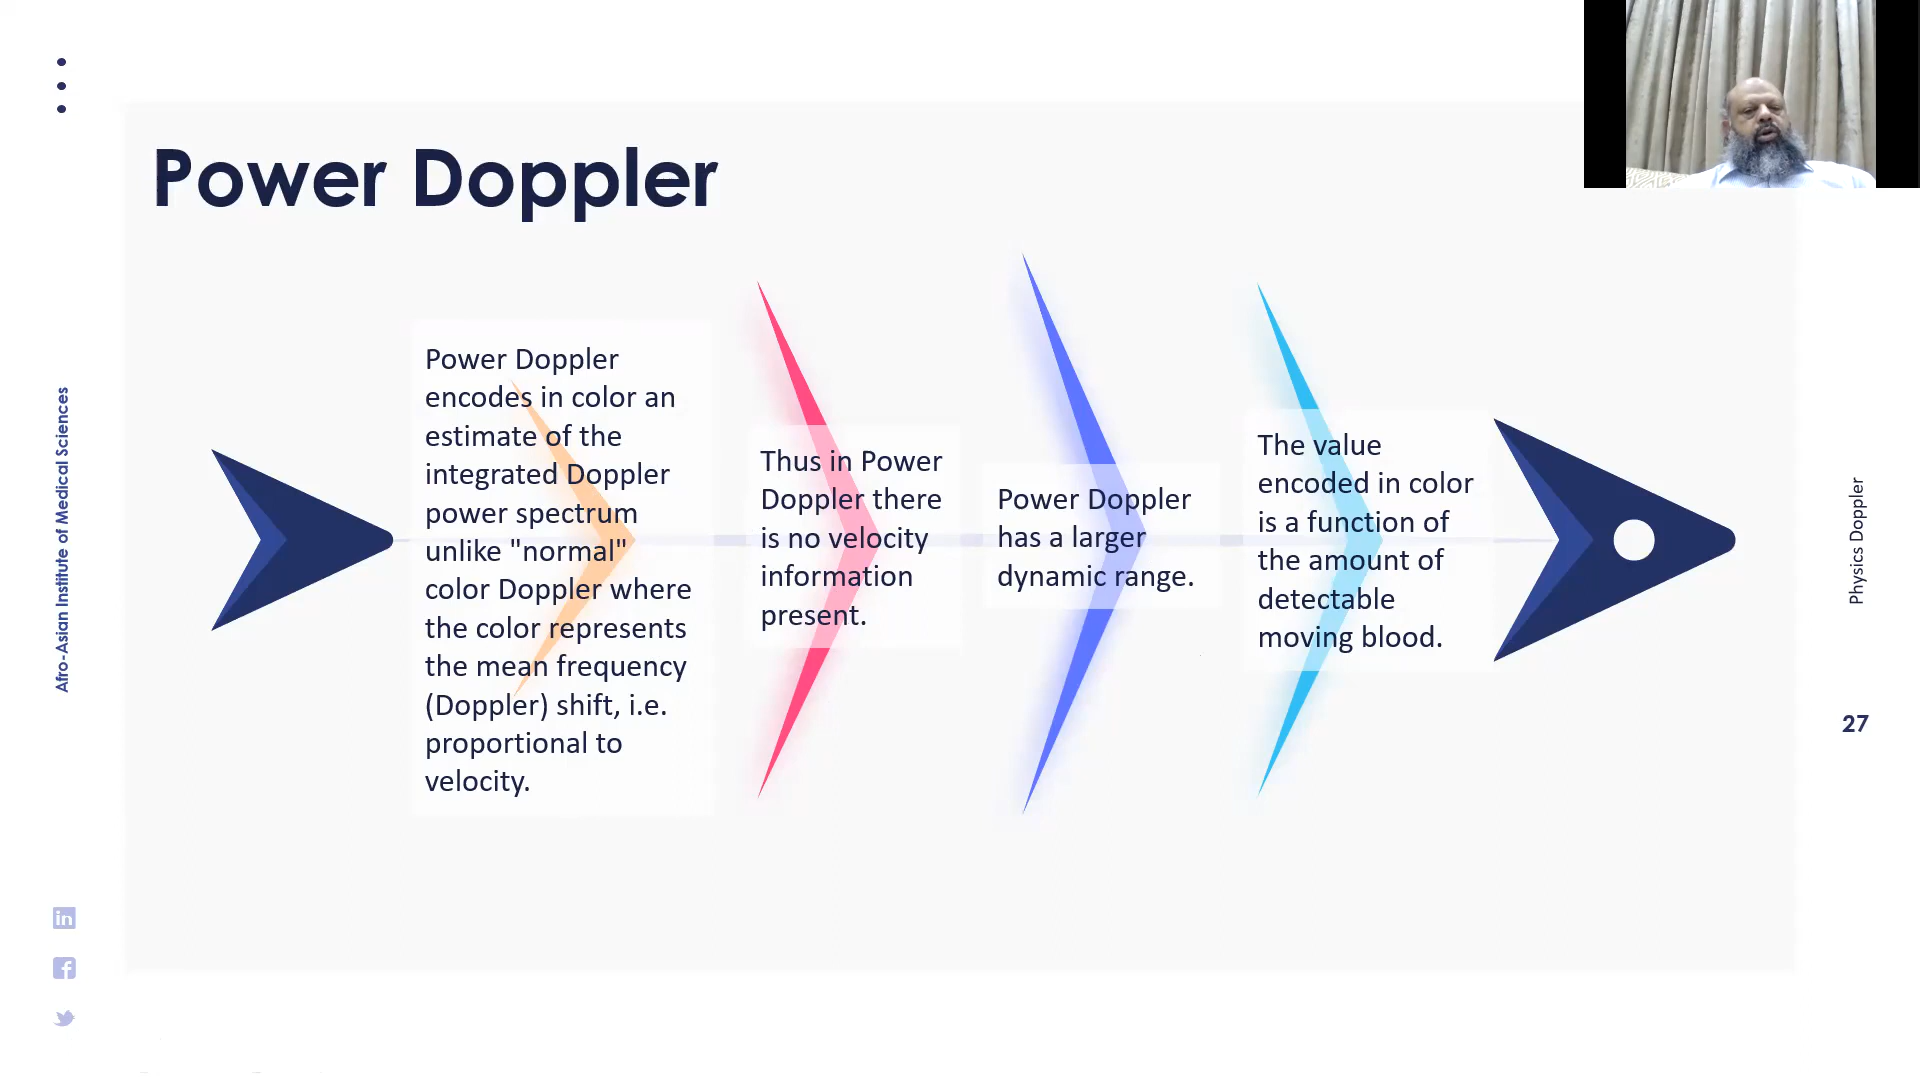 Power Doppler
Power Doppler
encodes in color an
estimate of the
integrated Doppler
power spectrum
unlike "normal"
color Doppler where
the color represents
the mean frequency
(Doppler) shift, i.e.
proportional to
velocity.
Thus in Power
Doppler there
is no velocity
information
present.
Power Doppler
has a larger
dynamic range.
The value
encoded in color
is a function of
the amount of
detectable
moving blood.
Afro-Asian Institute of Medical Sciences
Physics Doppler
27
in
f